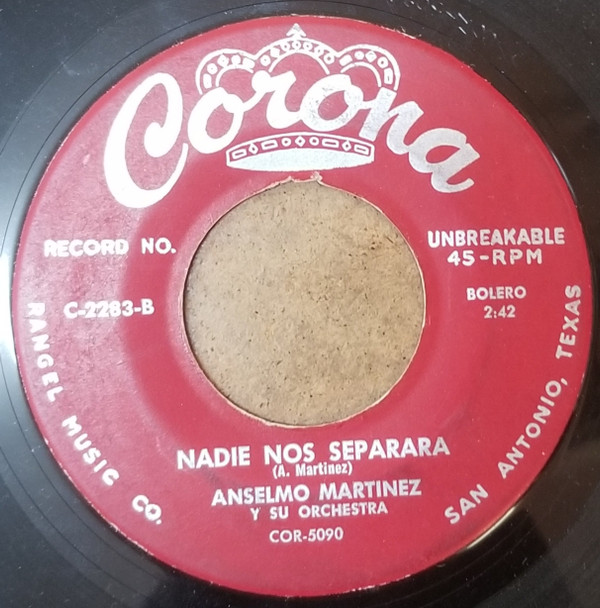 Corona
RECORD NO.
UNBREAKABLE
45-RPM
C-2283-B
BOLERO
2:42
NADIE NOS SEPARARA
(A. Martinez)
ANSELMO MARTINEZ
Y SU ORCHESTRA
COR-5090
RANGEL MUSIC CO.
SAN ANTONIO, TEXAS